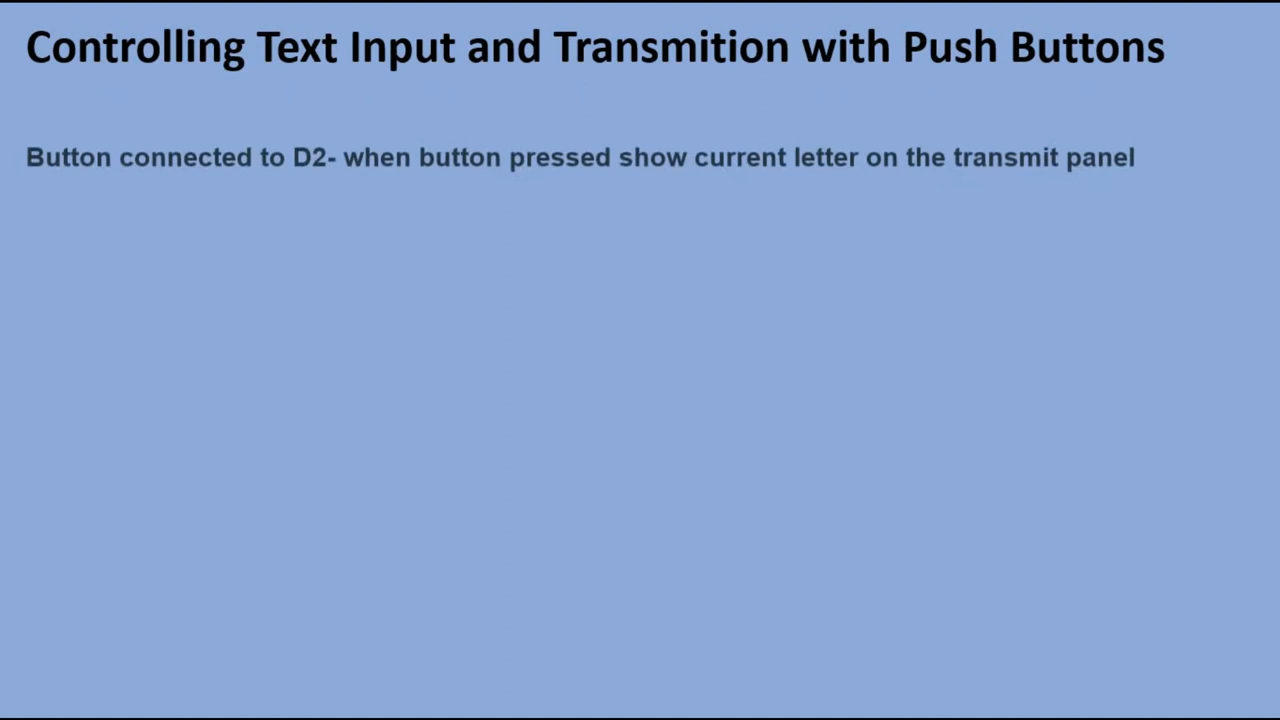 Controlling Text Input and Transmition with Push Buttons
Button connected to D2- when button pressed show current letter on the transmit panel